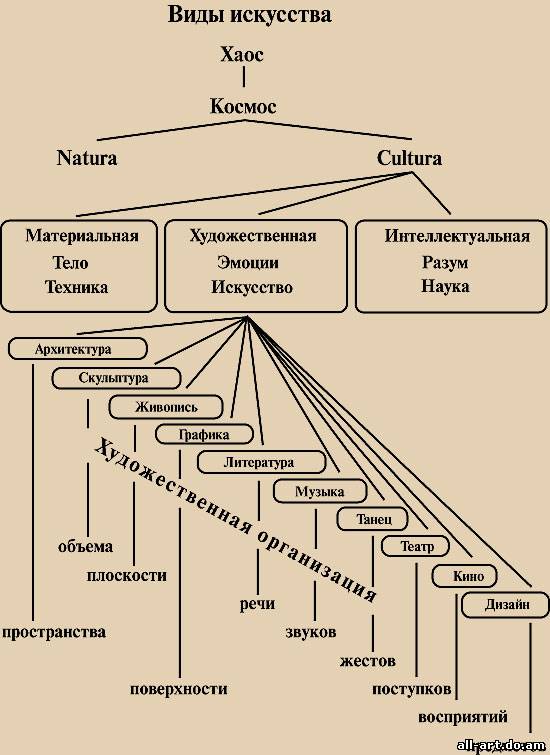 Виды искусства
Хаос
Космос
Natura
Cultura
Материальная
Тело
Техника
Художественная
Эмоции
Искусство
Интеллектуальная
Разум
Наука
Архитектура
Скульптура
Живопись
Графика
Литература
Музыка
Танец
Театр
Кино
Дизайн
Художественная организация
пространства
объема
плоскости
поверхности
речи
звуков
жестов
поступков
восприятий
all-art.do.am